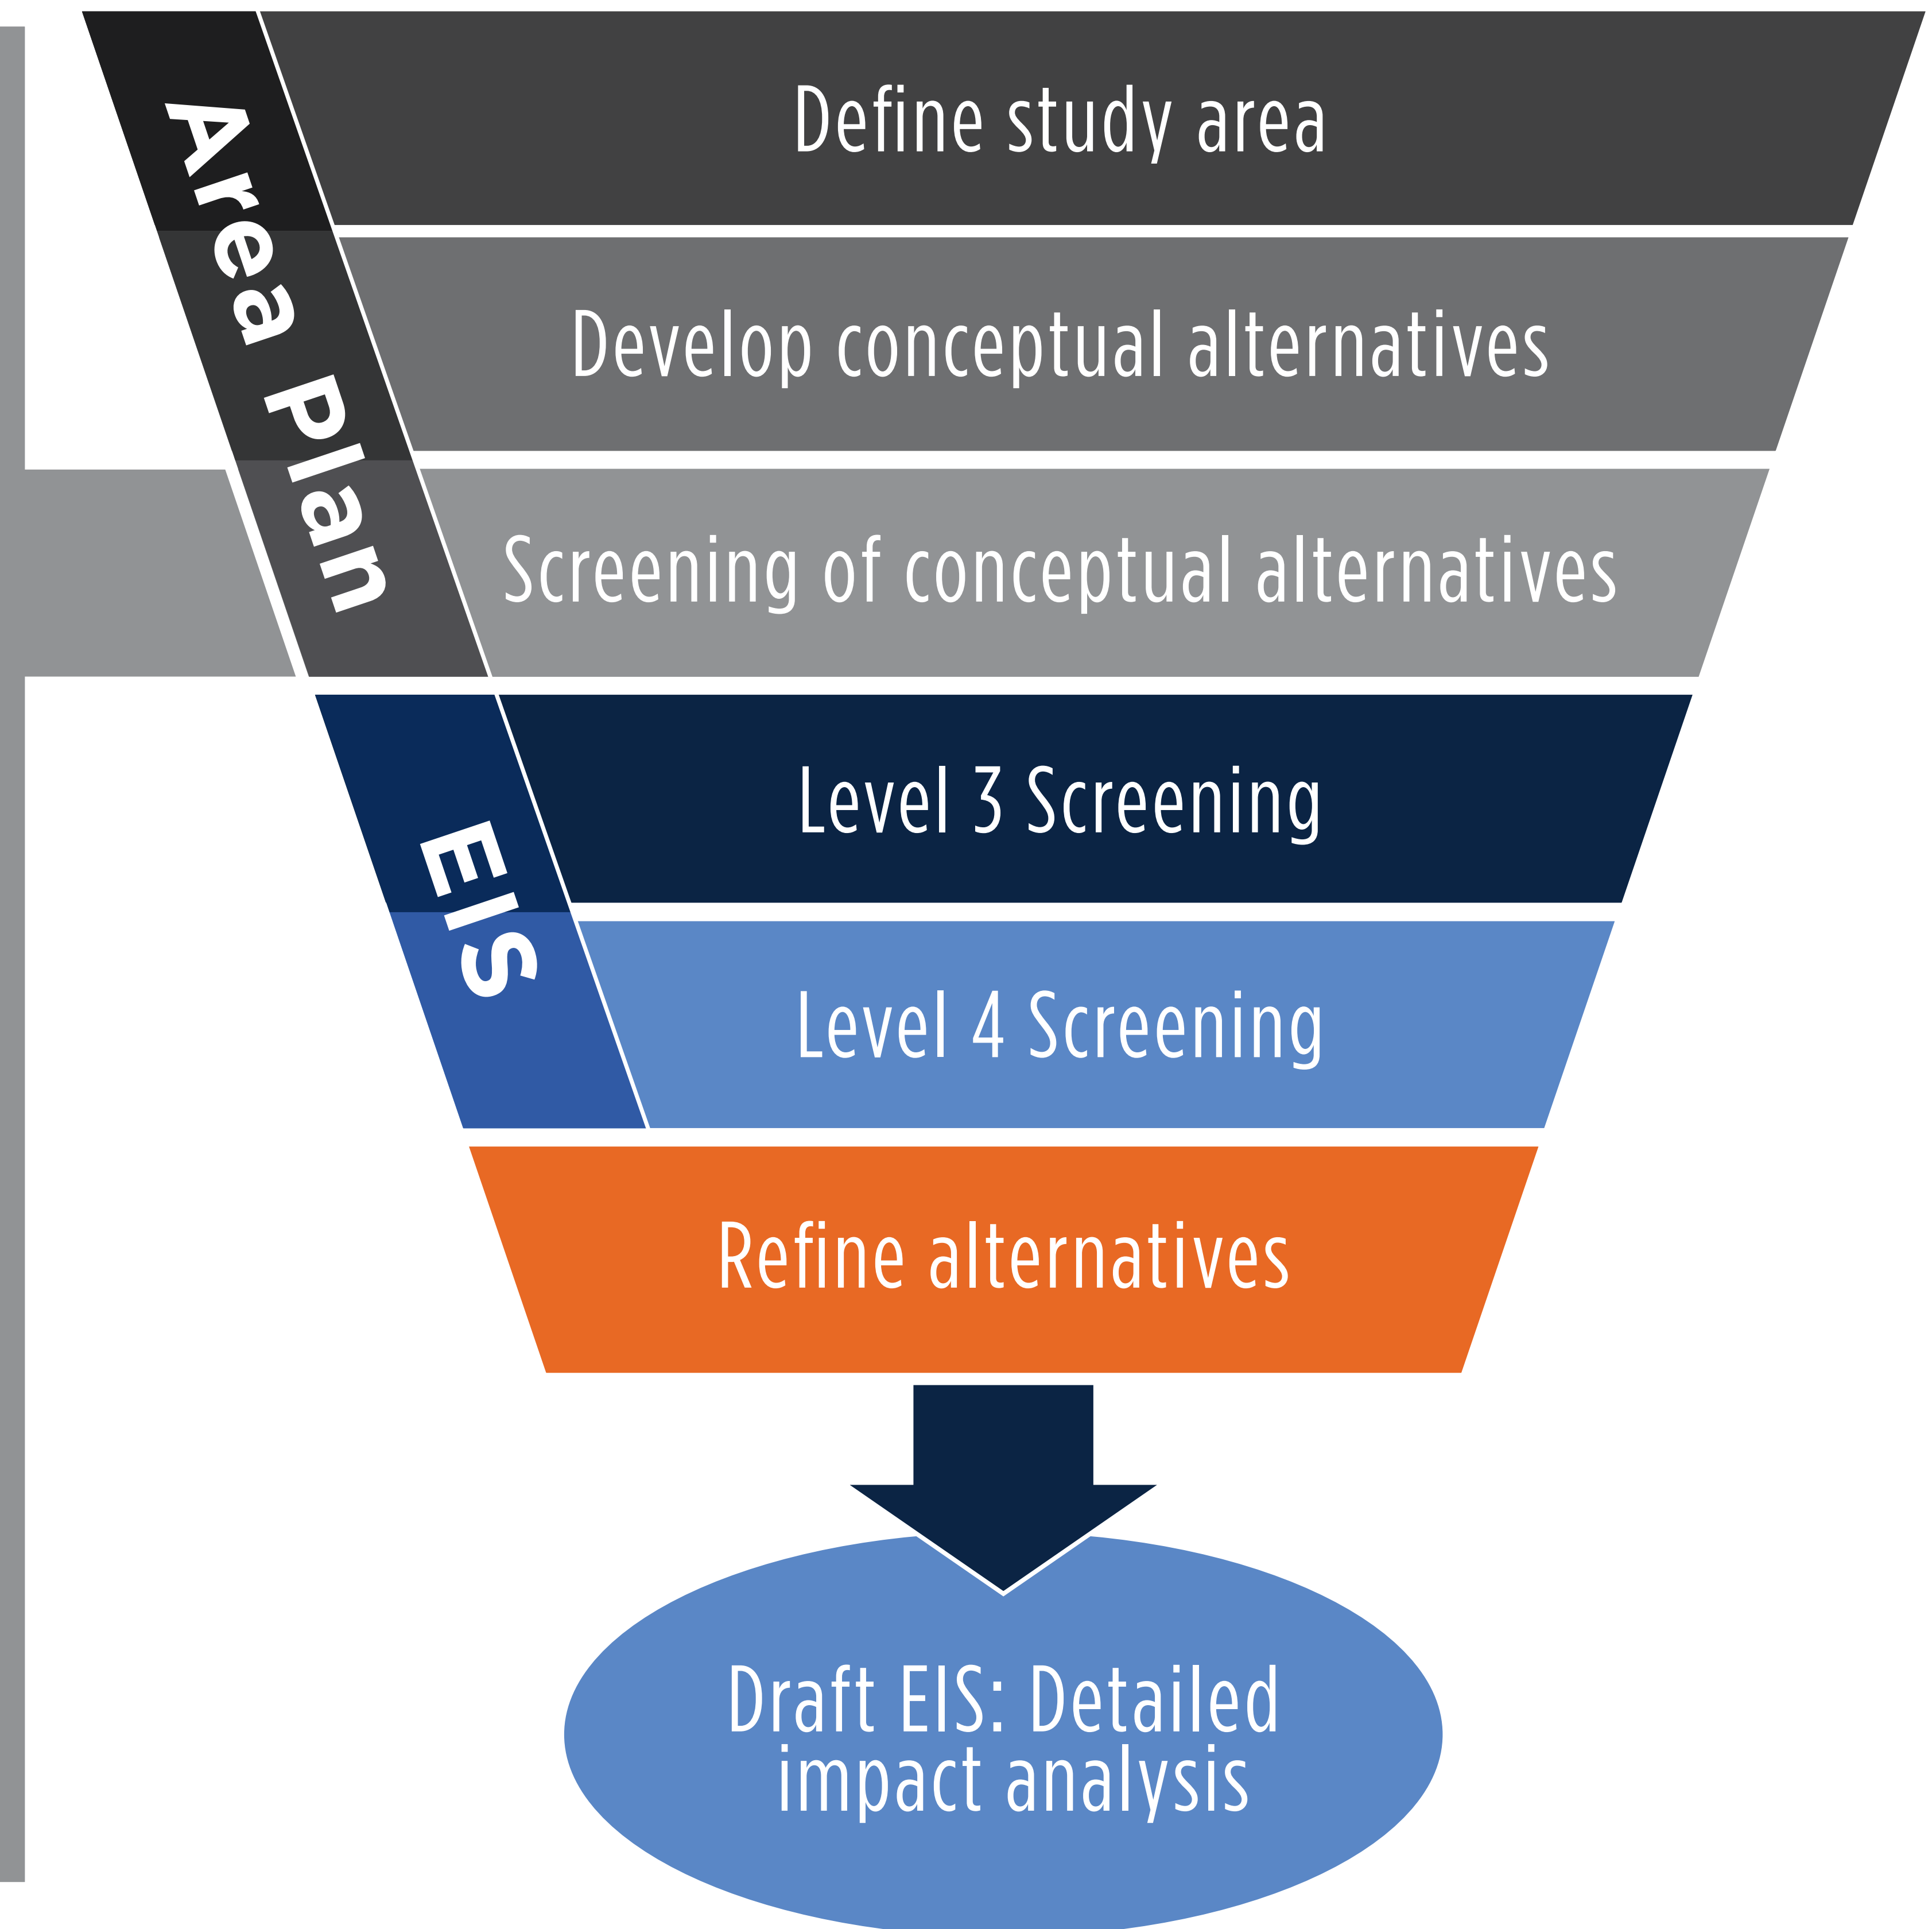 Area Plan
Define study area
Develop conceptual alternatives
Screening of conceptual alternatives
EIS
Level 3 Screening
Level 4 Screening
Refine alternatives
Draft EIS: Detailed
impact analysis